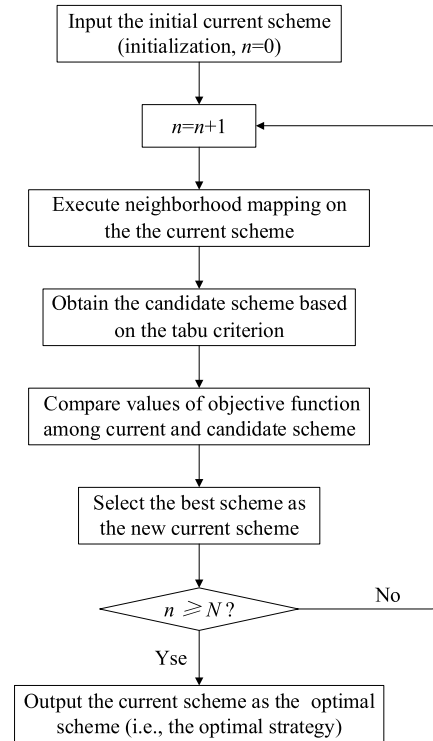 Input the initial current scheme
(initialization, n=0)
n=n+1
Execute neighborhood mapping on
the the current scheme
Obtain the candidate scheme based
on the tabu criterion
Compare values of objective function
among current and candidate scheme
Select the best scheme as
the new current scheme
n ⩾ N ?
No
Yse
Output the current scheme as the optimal
scheme (i.e., the optimal strategy)